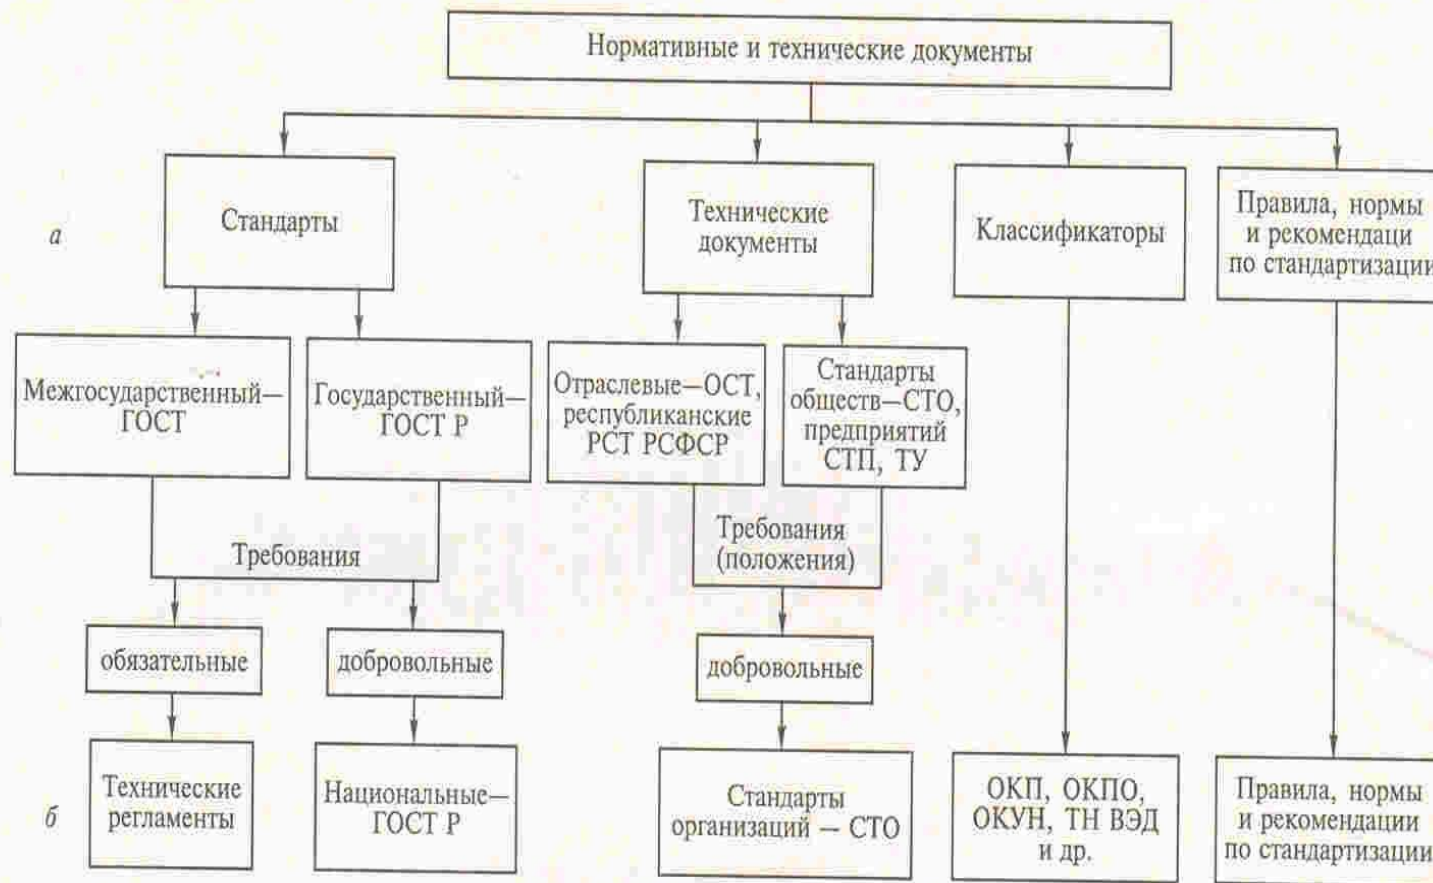 Нормативные и технические документы
а
Стандарты
Технические
документы
Классификаторы
Правила, нормы
и рекомендаци
по стандартизации
Межгосударственный—
ГОСТ
Государственный—
ГОСТ Р
Отраслевые—ОСТ,
республиканские
РСТ РСФСР
Стандарты
обществ—СТО,
предприятий
СТП, ТУ
Требования
Требования
(положения)
обязательные
добровольные
добровольные
б
Технические
регламенты
Национальные—
ГОСТ Р
Стандарты
организаций — СТО
ОКП, ОКПО,
ОКУН, ТН ВЭД
и др.
Правила, нормы
и рекомендации
по стандартизации